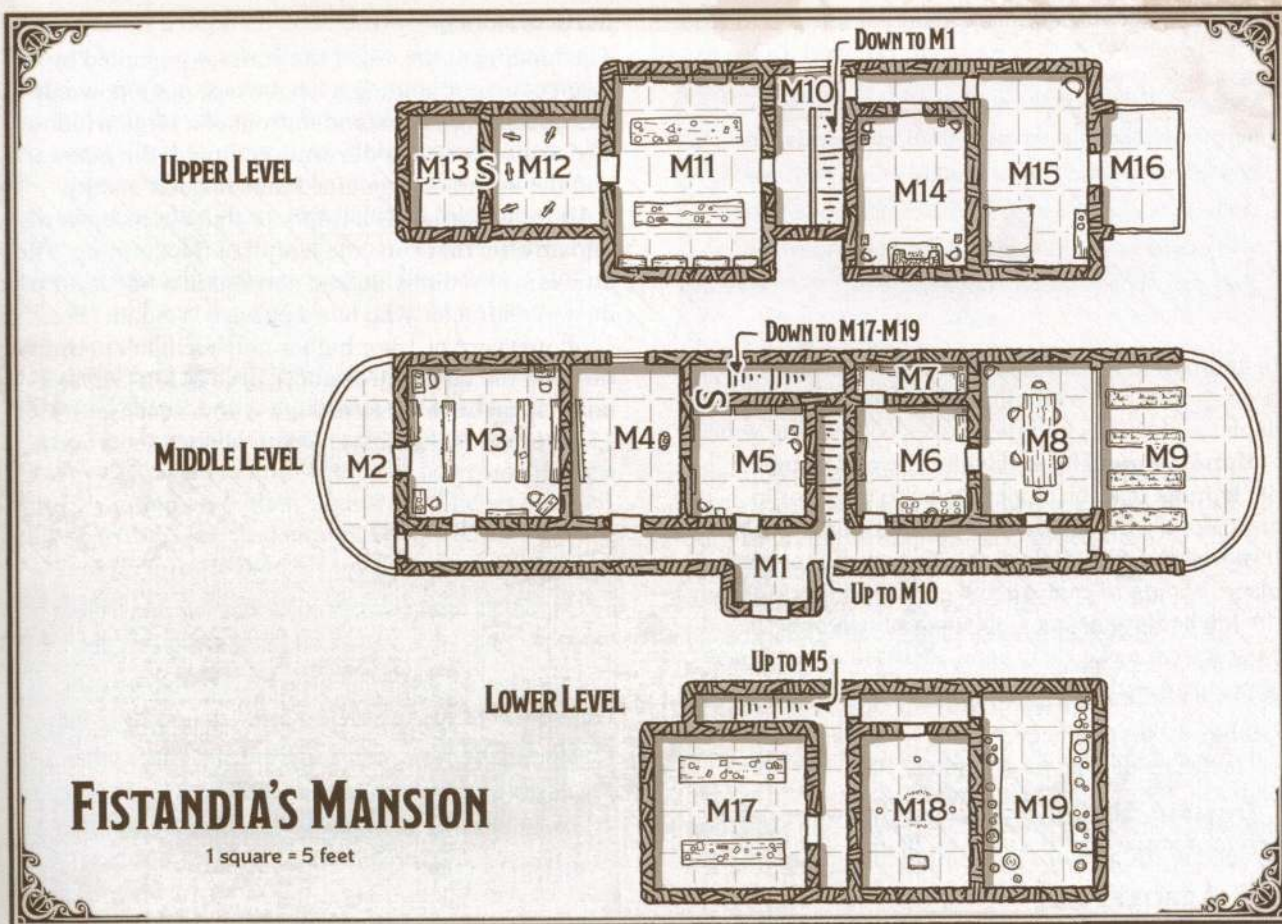 DOWN TO M1
M10
UPPER LEVEL
M13 S M12 M11 M14 M15 M16
DOWN TO M17-M19
S
M7
MIDDLE LEVEL
M2 M3 M4 M5 M6 M8 M9
M1
UP TO M10
UP TO M5
LOWER LEVEL
M17 M18 M19
FISTANDIA'S MANSION
1 square = 5 feet